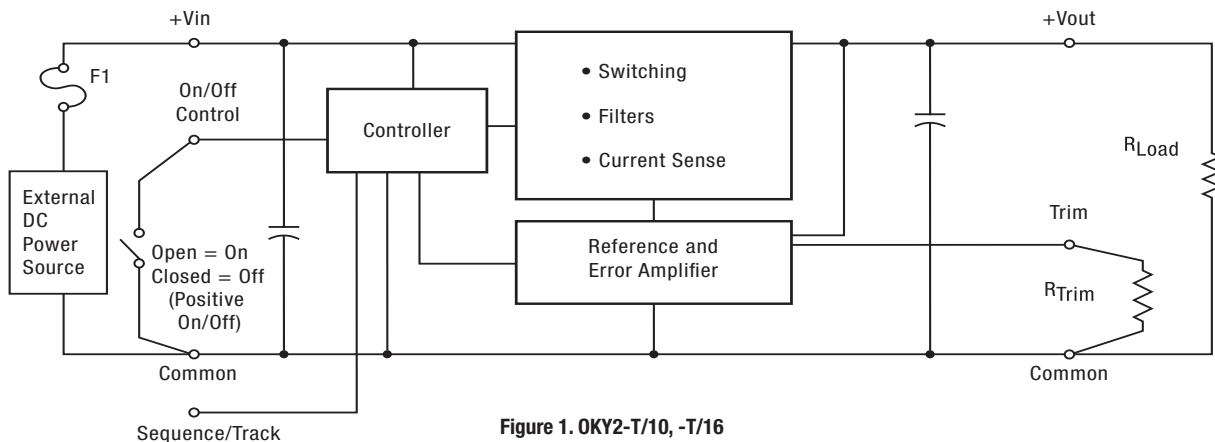 +Vin
+Vout
F1
On/Off
Control
Controller
• Switching
• Filters
• Current Sense
RLoad
External
DC
Power
Source
Open = On
Closed = Off
(Positive
On/Off)
Reference and
Error Amplifier
Trim
RTrim
Common
Common
Sequence/Track
Figure 1. OKY2-T/10, -T/16